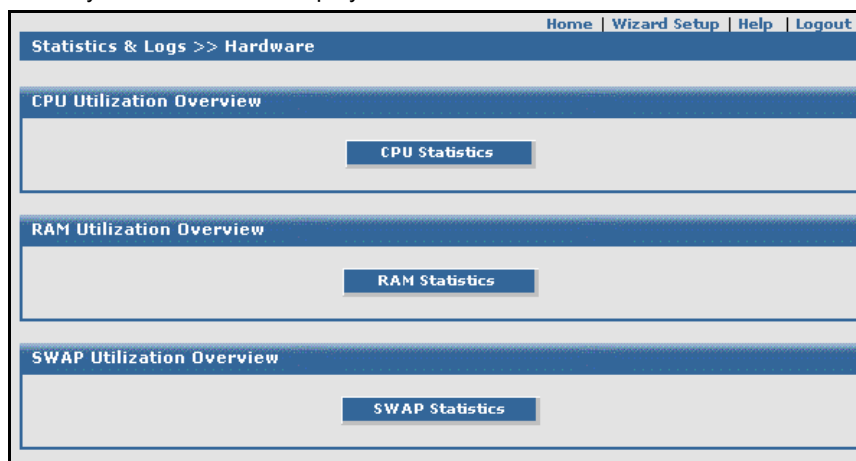 Home | Wizard Setup | Help | Logout
Statistics & Logs >> Hardware
CPU Utilization Overview
CPU Statistics
RAM Utilization Overview
RAM Statistics
SWAP Utilization Overview
SWAP Statistics